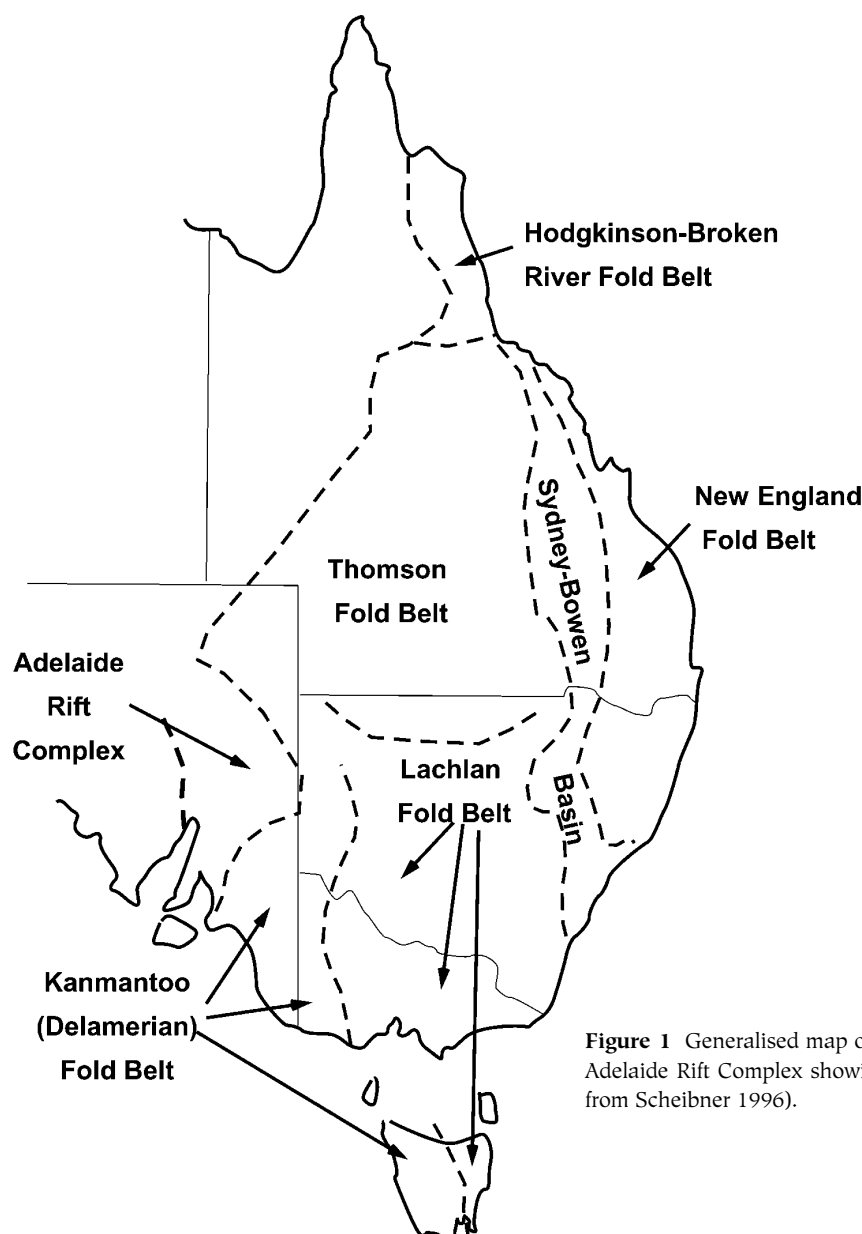 Hodgkinson-Broken
River Fold Belt
New England
Fold Belt
Sydney-Bowen
Thomson
Fold Belt
Adelaide
Rift
Complex
Lachlan
Fold Belt
Basin
Kanmantoo
(Delamerian)
Fold Belt
Figure 1 Generalised map o
Adelaide Rift Complex showi
from Scheibner 1996).